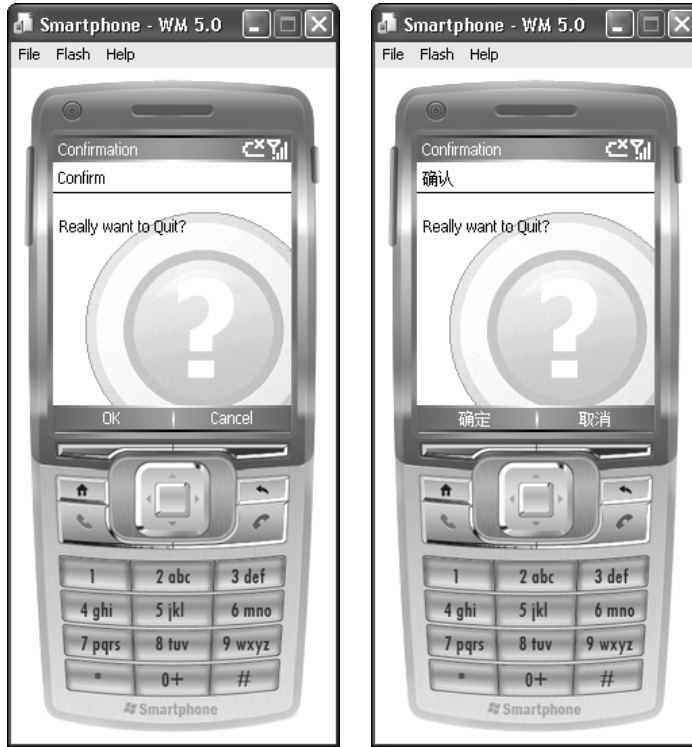 Smartphone - WM 5.0
File Flash Help
Confirmation
Confirm
Really want to Quit?
OK Cancel
1 2 abc 3 def
4 ghi 5 jkl 6 mno
7 pqrs 8 tuv 9 wxyz
* 0+ #
Smartphone
Smartphone - WM 5.0
File Flash Help
Confirmation
确认
Really want to Quit?
确定 取消
1 2 abc 3 def
4 ghi 5 jkl 6 mno
7 pqrs 8 tuv 9 wxyz
* 0+ #
Smartphone